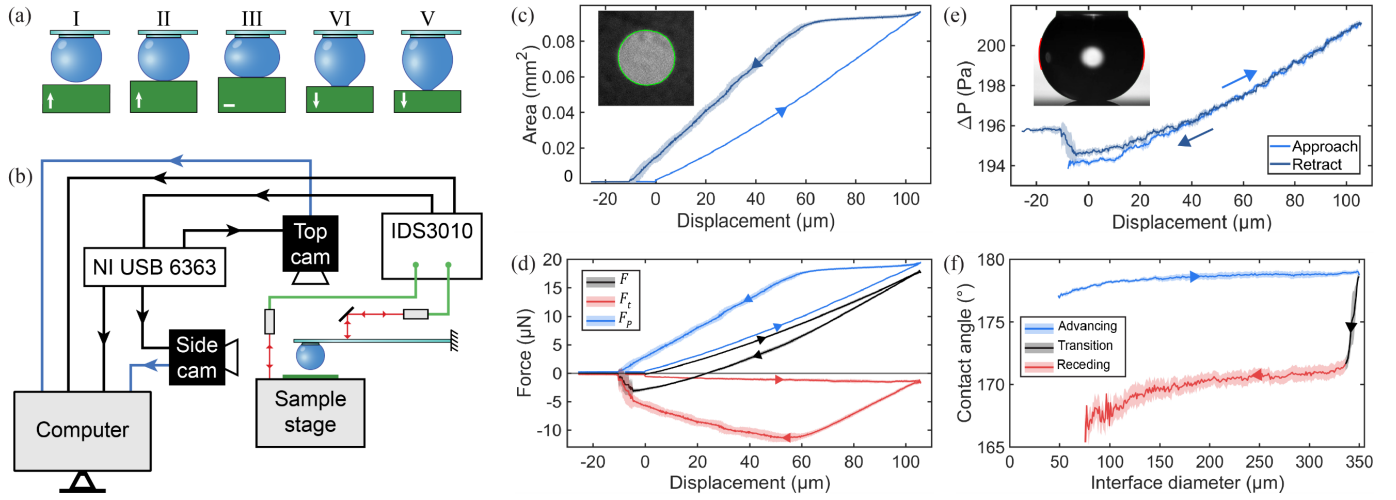 (a)
I II III VI V
(b)
Top
cam
IDS3010
NI USB 6363
Side
cam
Sample
stage
Computer
(c)
Area (mm²)
0.08
0.06
0.04
0.02
0
-20 0 20 40 60 80 100
Displacement (µm)
(d)
Force (µN)
20
15
10
5
0
-5
-10
F
Fₜ
Fₚ
-20 0 20 40 60 80 100
Displacement (µm)
(e)
ΔP (Pa)
200
198
196
194
Approach
Retract
-20 0 20 40 60 80 100
Displacement (µm)
(f)
Contact angle (°)
180
175
170
165
Advancing
Transition
Receding
0 50 100 150 200 250 300 350
Interface diameter (µm)